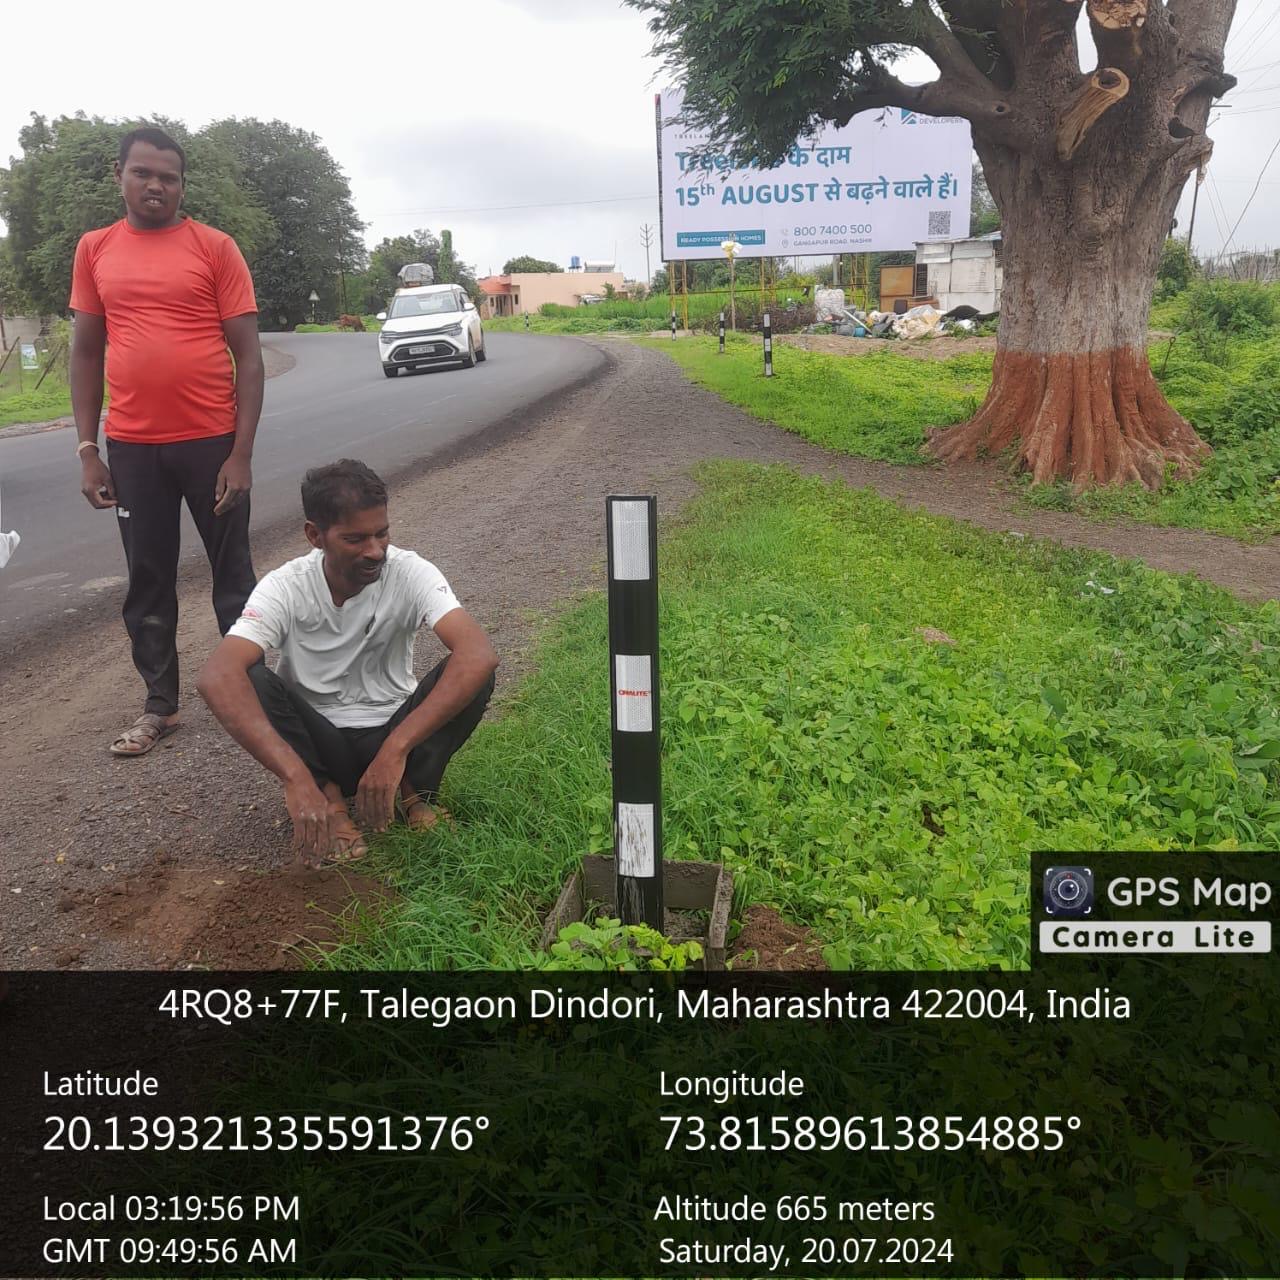 DEVELOPERS
के दाम
15th AUGUST से बढ़ने वाले हैं।
READY POSSESSION HOMES
800 7400 500
GANGAPUR ROAD, NASHIK
ORALITE
GPS Map
Camera Lite
4RQ8+77F, Talegaon Dindori, Maharashtra 422004, India
Latitude
20.139321335591376°
Longitude
73.81589613854885°
Local 03:19:56 PM
GMT 09:49:56 AM
Altitude 665 meters
Saturday, 20.07.2024